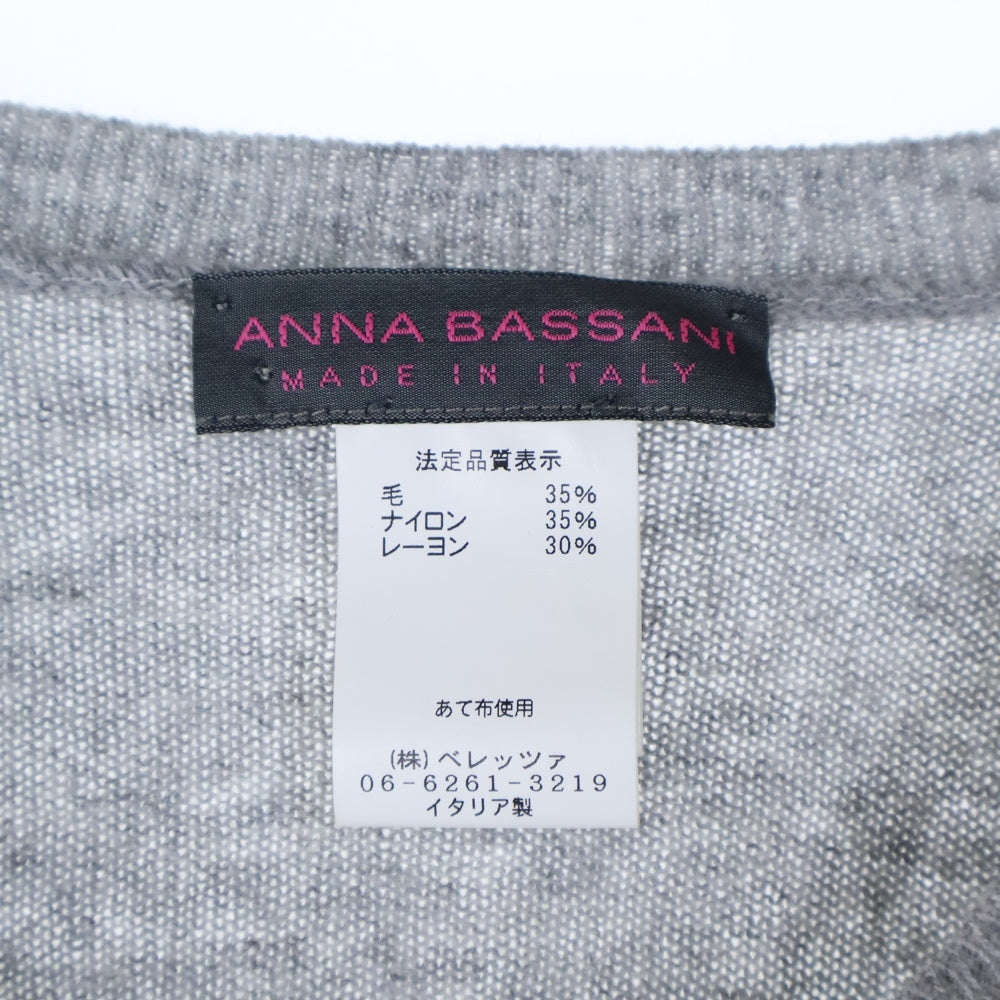 ANNA BASSANI
MADE IN ITALY
法定品質表示
毛 35%
ナイロン 35%
レーヨン 30%
あて布使用
(株)ベレッツァ
06-6261-3219
イタリア製